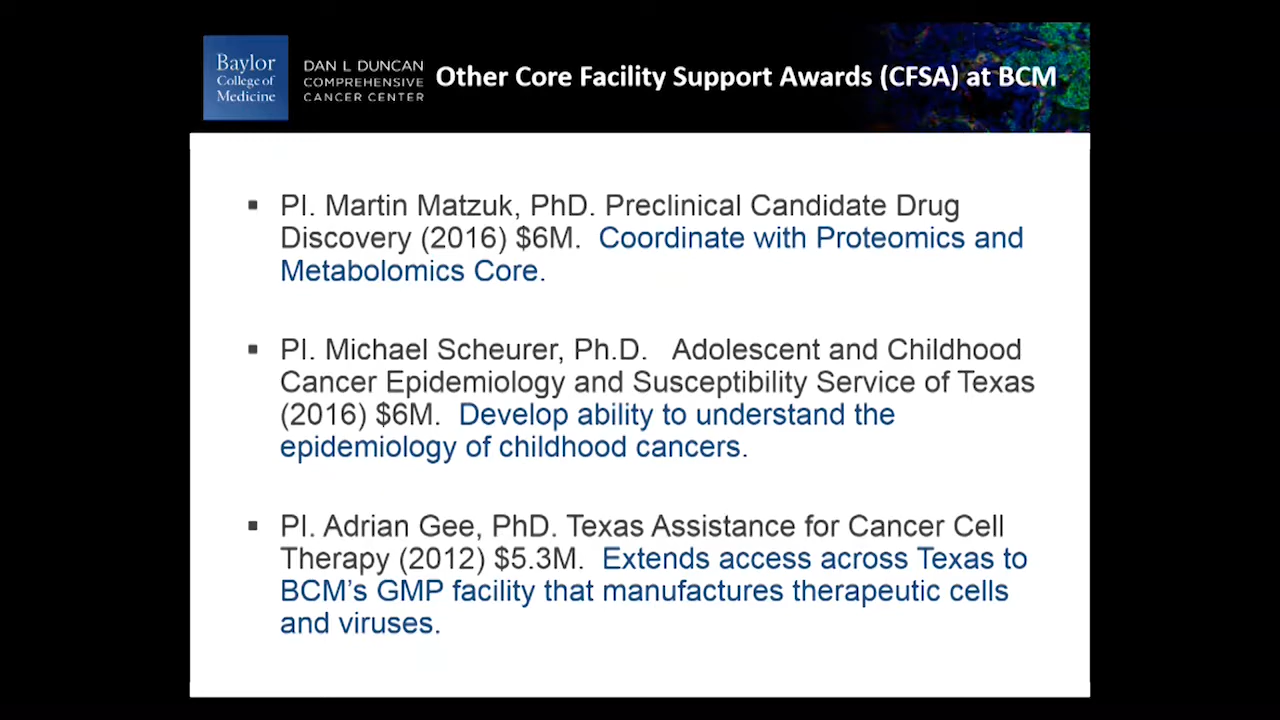 Baylor
College of
Medicine
DAN L DUNCAN
COMPREHENSIVE
CANCER CENTER
Other Core Facility Support Awards (CFSA) at BCM
▪ PI. Martin Matzuk, PhD. Preclinical Candidate Drug
Discovery (2016) $6M. Coordinate with Proteomics and
Metabolomics Core.
▪ PI. Michael Scheurer, Ph.D. Adolescent and Childhood
Cancer Epidemiology and Susceptibility Service of Texas
(2016) $6M. Develop ability to understand the
epidemiology of childhood cancers.
▪ PI. Adrian Gee, PhD. Texas Assistance for Cancer Cell
Therapy (2012) $5.3M. Extends access across Texas to
BCM’s GMP facility that manufactures therapeutic cells
and viruses.